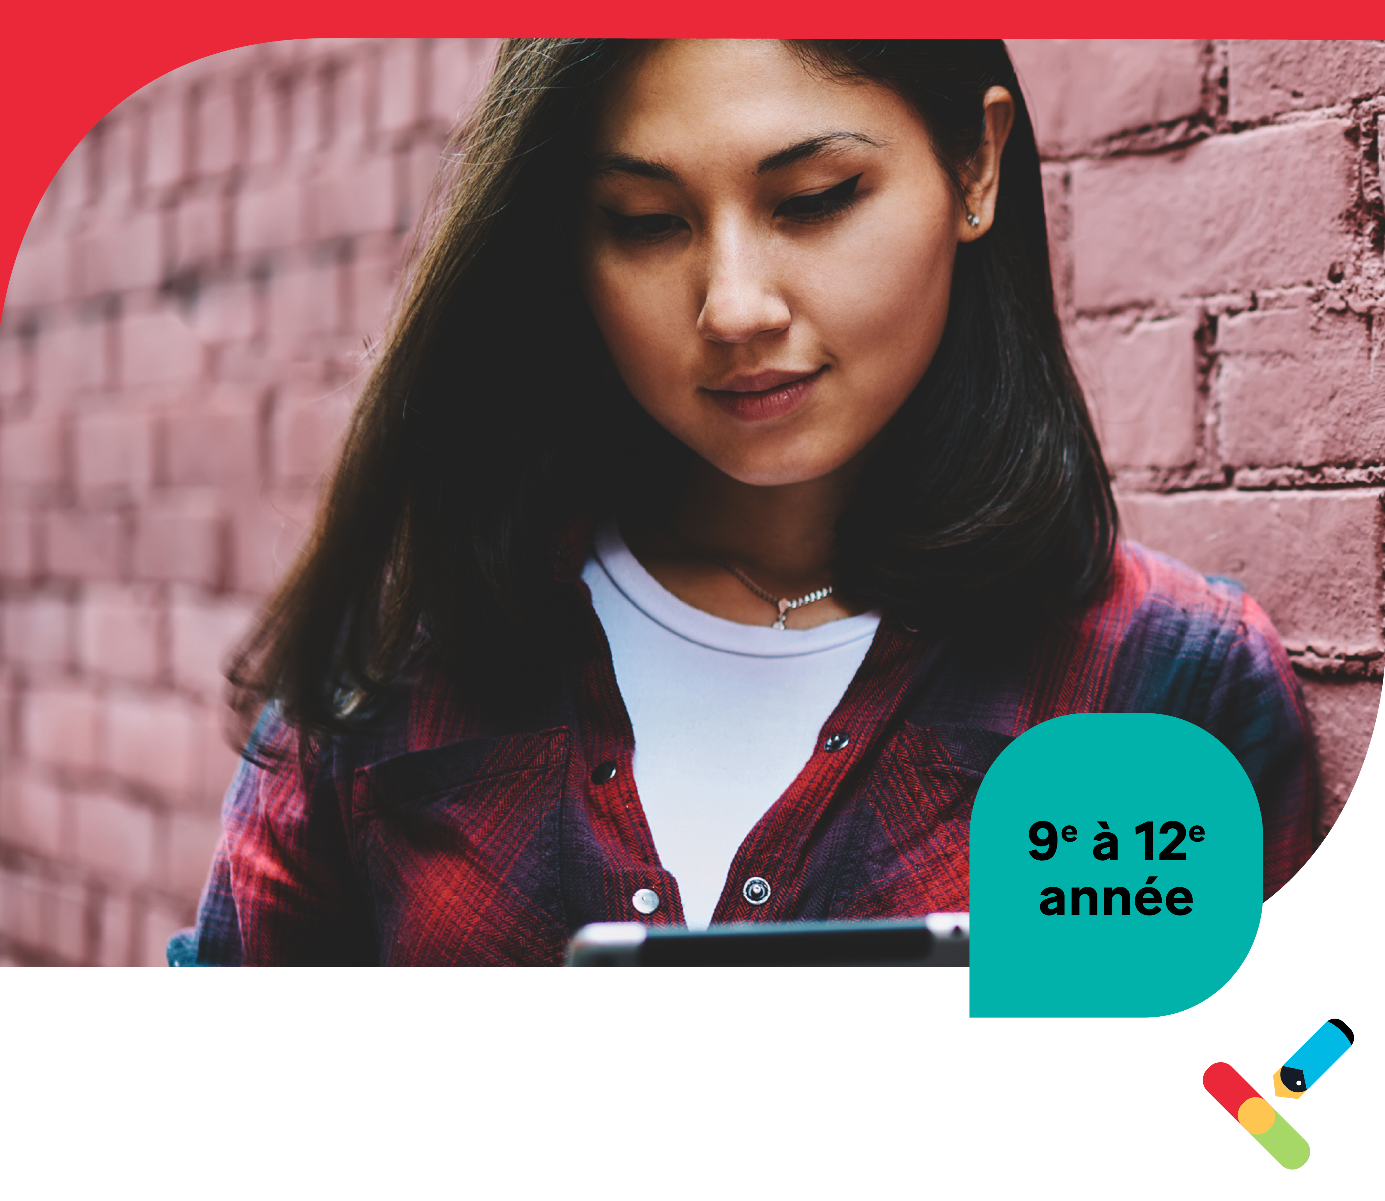 9ᵉ à 12ᵉ
année